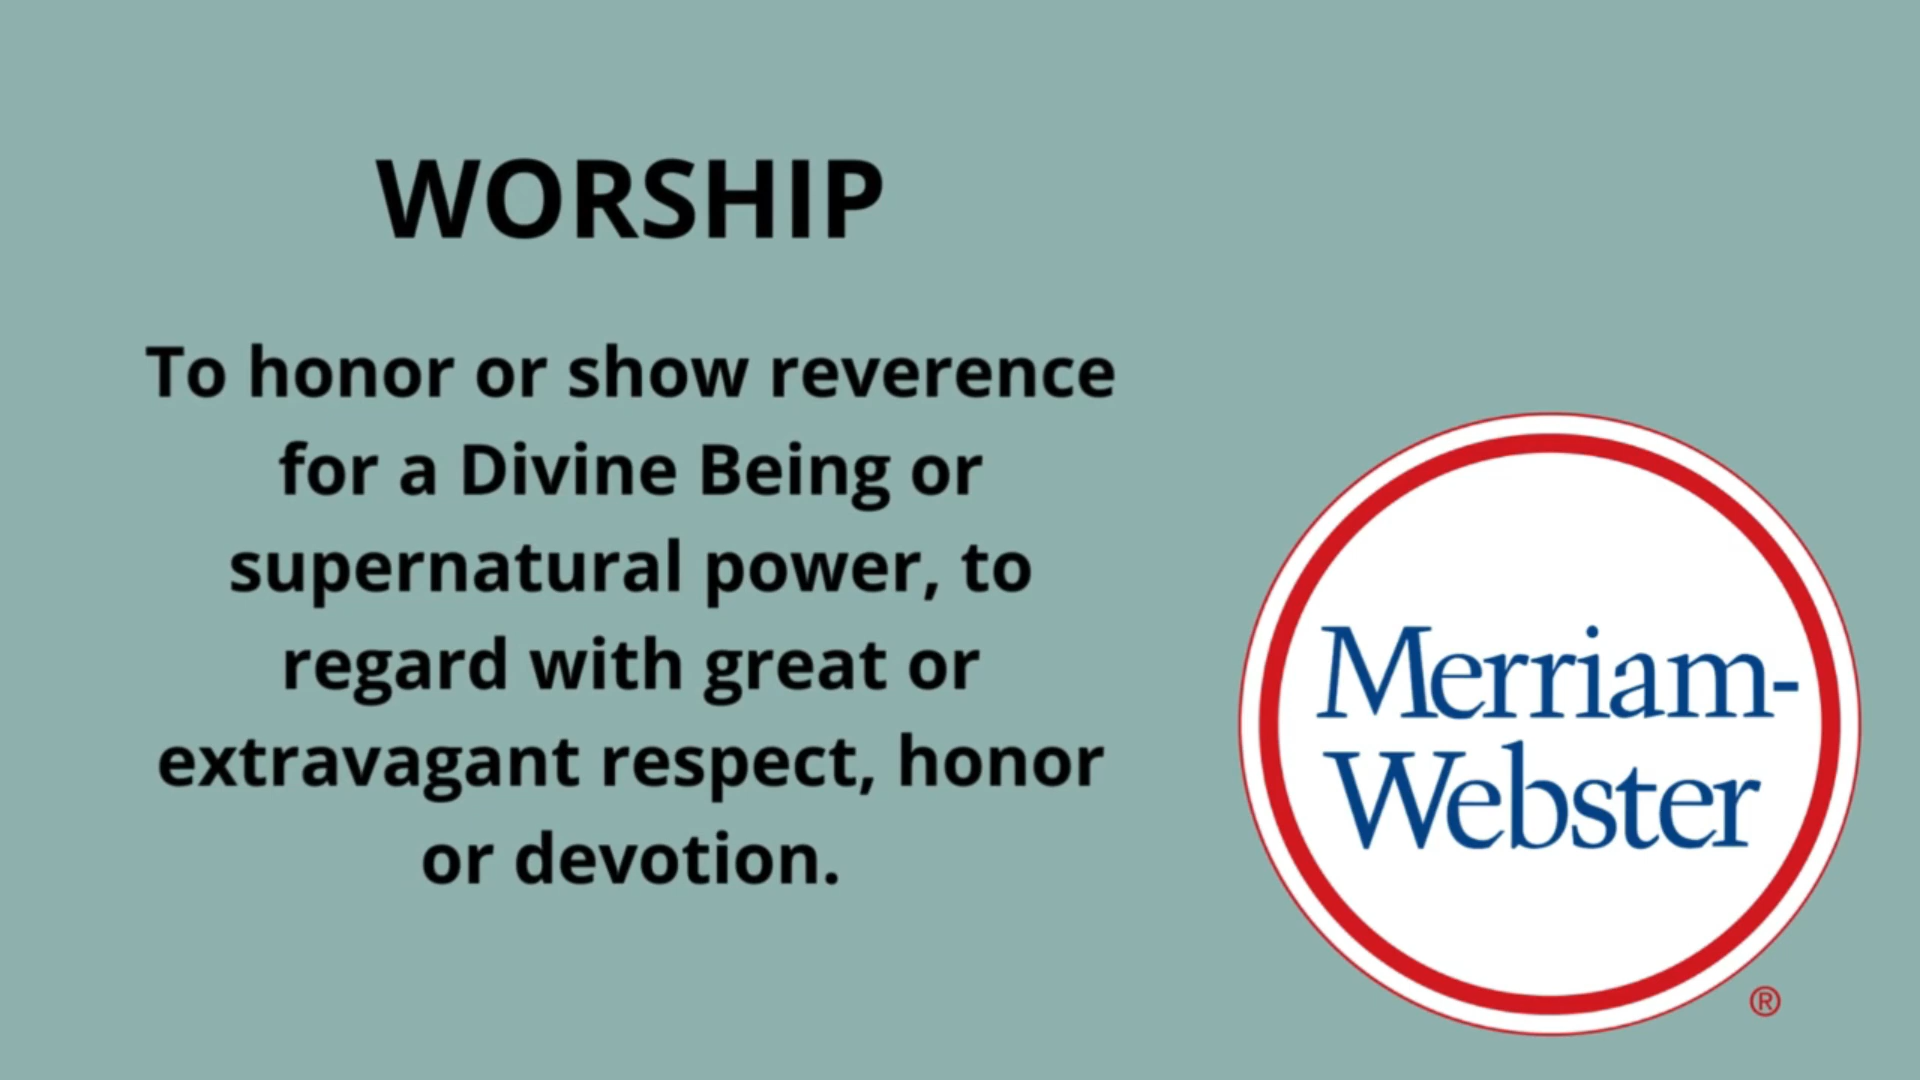 WORSHIP
To honor or show reverence
for a Divine Being or
supernatural power, to
regard with great or
extravagant respect, honor
or devotion.
Merriam-
Webster
®